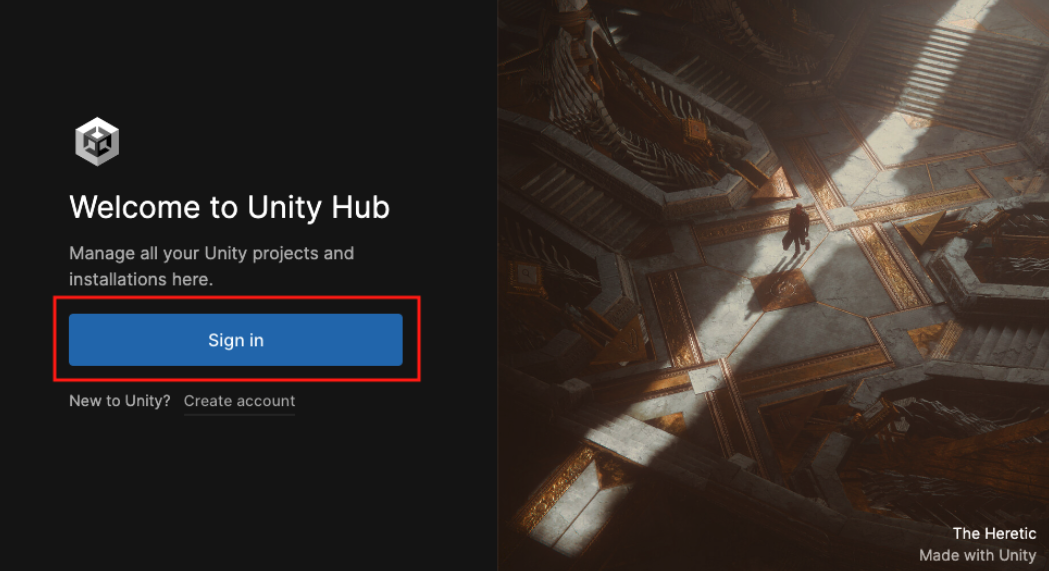 Welcome to Unity Hub
Manage all your Unity projects and
installations here.
Sign in
New to Unity? Create account
The Heretic
Made with Unity